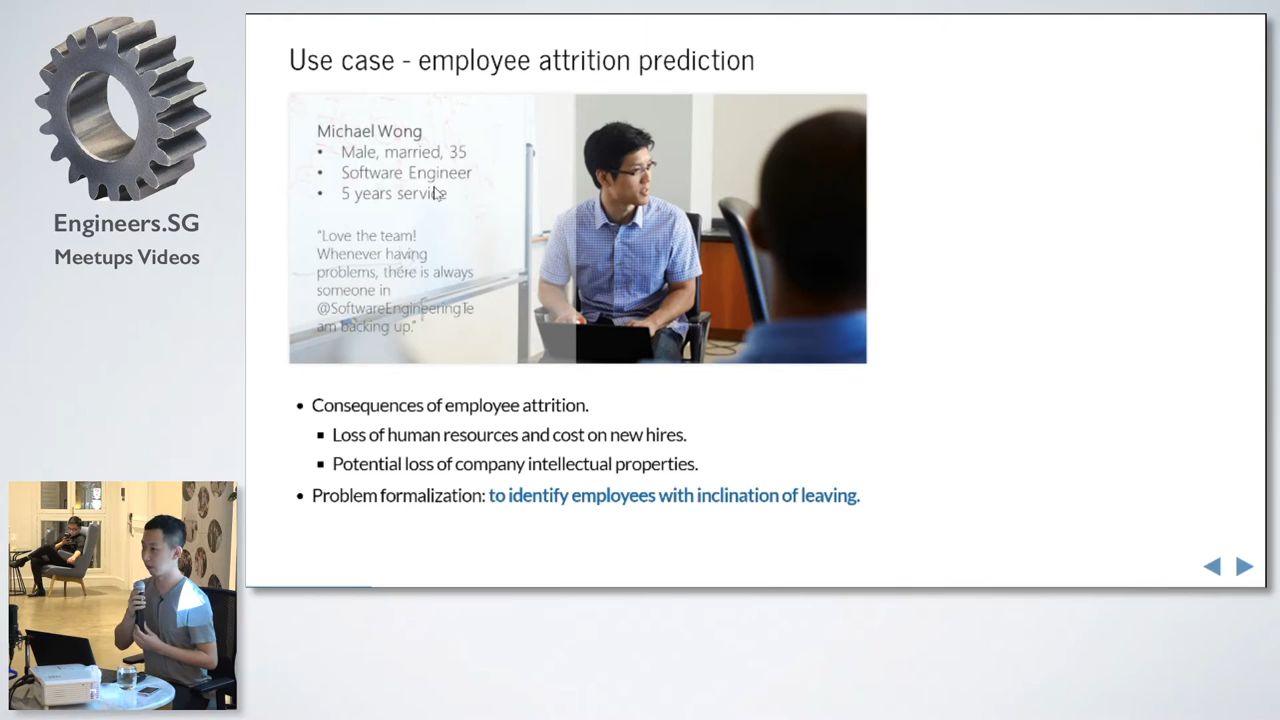 Engineers.SG
Meetups Videos
Use case - employee attrition prediction
Michael Wong
• Male, married, 35
• Software Engineer
• 5 years service
"Love the team!
Whenever having
problems, there is always
someone in
@SoftwareEngineeringTe
am backing up."
• Consequences of employee attrition.
▪ Loss of human resources and cost on new hires.
▪ Potential loss of company intellectual properties.
• Problem formalization: to identify employees with inclination of leaving.